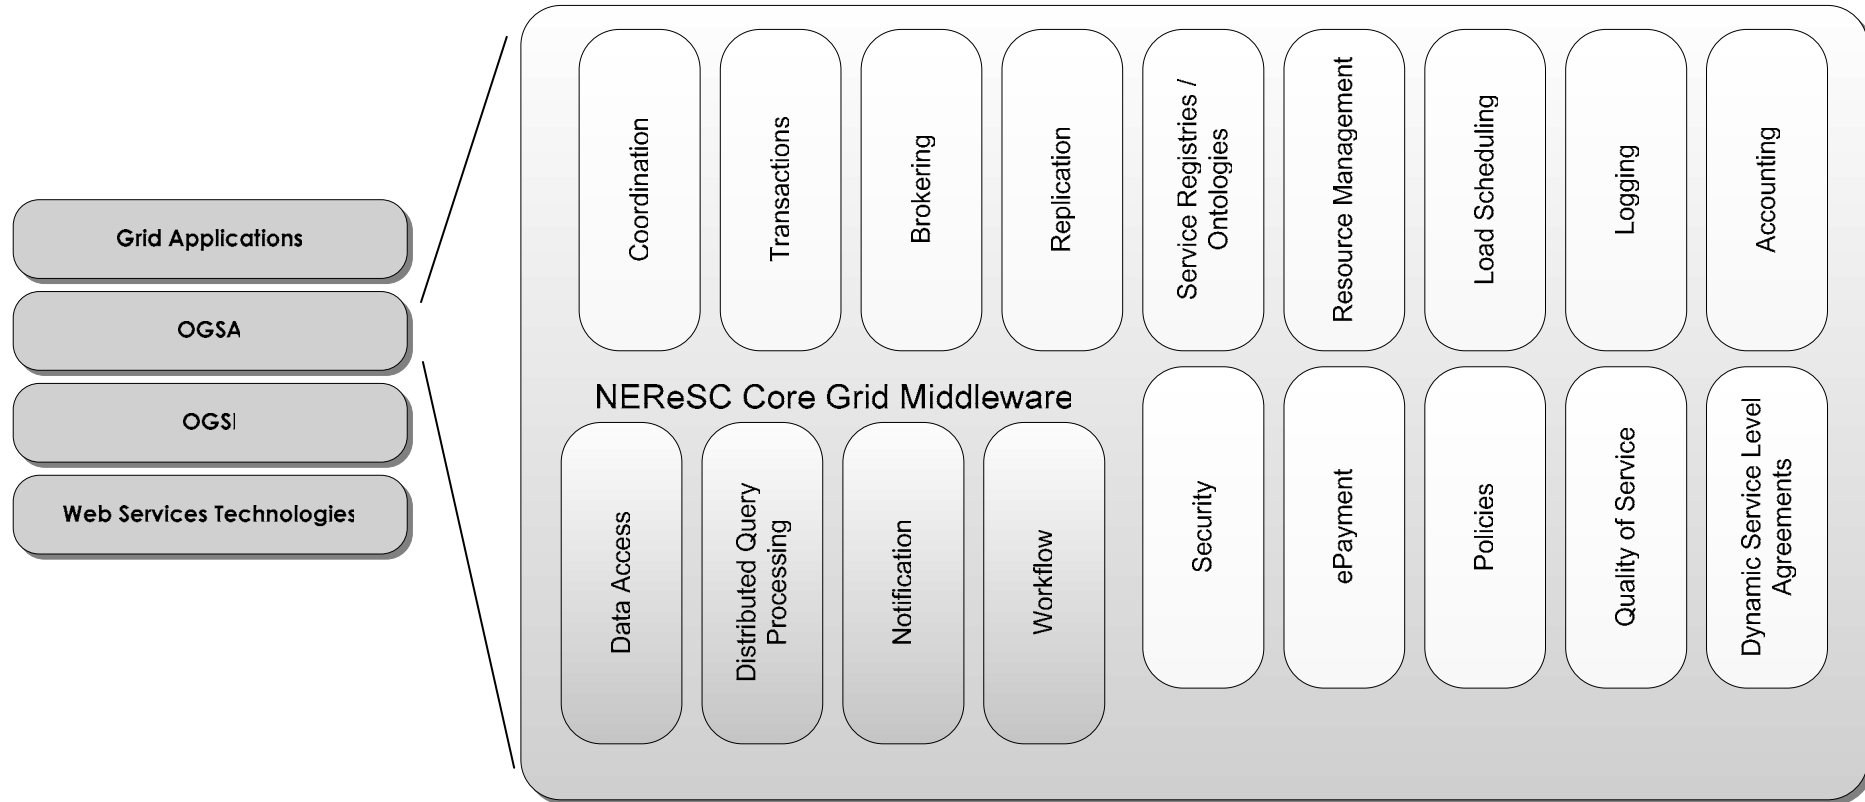 Grid Applications
OGSA
OGSI
Web Services Technologies
Coordination
Transactions
Brokering
Replication
Service Registries /
Ontologies
Resource Management
Load Scheduling
Logging
Accounting
NEReSC Core Grid Middleware
Data Access
Distributed Query
Processing
Notification
Workflow
Security
ePayment
Policies
Quality of Service
Dynamic Service Level
Agreements